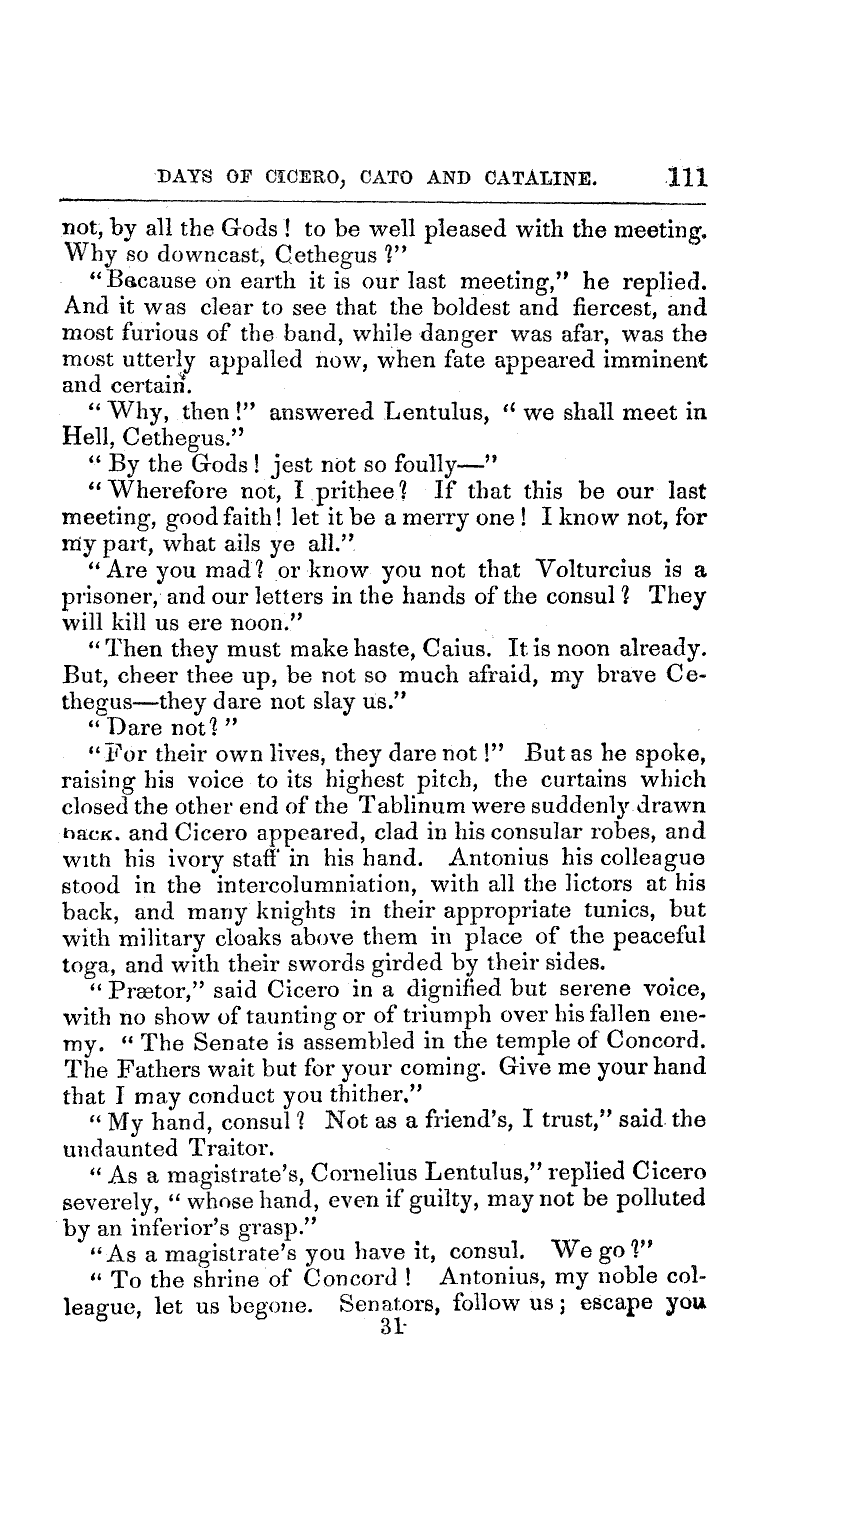 DAYS OF CICERO, CATO AND CATALINE. 111
not, by all the Gods ! to be well pleased with the meeting.
Why so downcast, Cethegus ?”
“Because on earth it is our last meeting,” he replied.
And it was clear to see that the boldest and fiercest, and
most furious of the band, while danger was afar, was the
most utterly appalled now, when fate appeared imminent
and certain.
“ Why, then !” answered Lentulus, “ we shall meet in
Hell, Cethegus.”
“ By the Gods ! jest not so foully—”
“ Wherefore not, I prithee ? If that this be our last
meeting, good faith ! let it be a merry one ! I know not, for
my part, what ails ye all.”
“ Are you mad ? or know you not that Volturcius is a
prisoner, and our letters in the hands of the consul ? They
will kill us ere noon.”
“ Then they must make haste, Caius. It is noon already.
But, cheer thee up, be not so much afraid, my brave Ce-
thegus—they dare not slay us.”
“ Dare not ? ”
“ For their own lives, they dare not !” But as he spoke,
raising his voice to its highest pitch, the curtains which
closed the other end of the Tablinum were suddenly drawn
back. and Cicero appeared, clad in his consular robes, and
with his ivory staff in his hand. Antonius his colleague
stood in the intercolumniation, with all the lictors at his
back, and many knights in their appropriate tunics, but
with military cloaks above them in place of the peaceful
toga, and with their swords girded by their sides.
“ Prætor,” said Cicero in a dignified but serene voice,
with no show of taunting or of triumph over his fallen ene-
my. “ The Senate is assembled in the temple of Concord.
The Fathers wait but for your coming. Give me your hand
that I may conduct you thither.”
“ My hand, consul ? Not as a friend’s, I trust,” said the
undaunted Traitor.
“ As a magistrate’s, Cornelius Lentulus,” replied Cicero
severely, “ whose hand, even if guilty, may not be polluted
by an inferior’s grasp.”
“As a magistrate’s you have it, consul. We go ?”
“ To the shrine of Concord ! Antonius, my noble col-
league, let us begone. Senators, follow us ; escape you
31